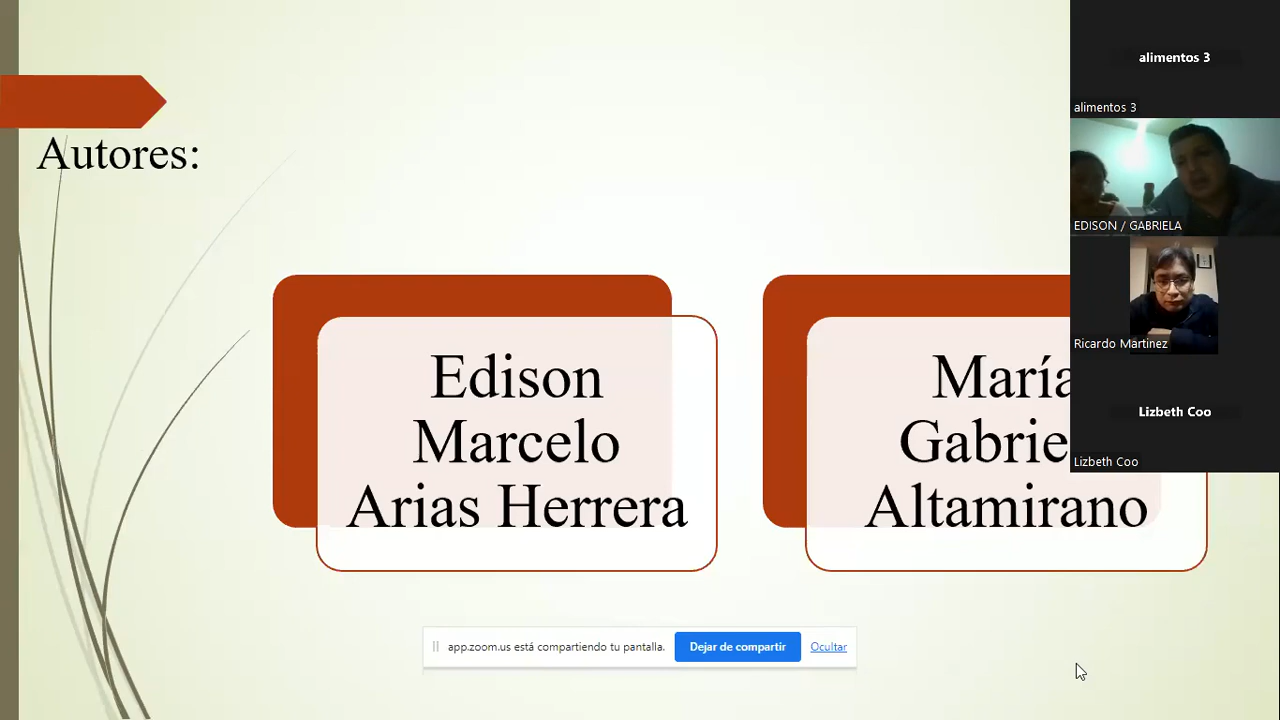 Autores:
Edison
Marcelo
Arias Herrera
María
Gabrie
Altamirano
alimentos 3
alimentos 3
EDISON / GABRIELA
Ricardo Martinez
Lizbeth Coo
Lizbeth Coo
app.zoom.us está compartiendo tu pantalla. Dejar de compartir Ocultar